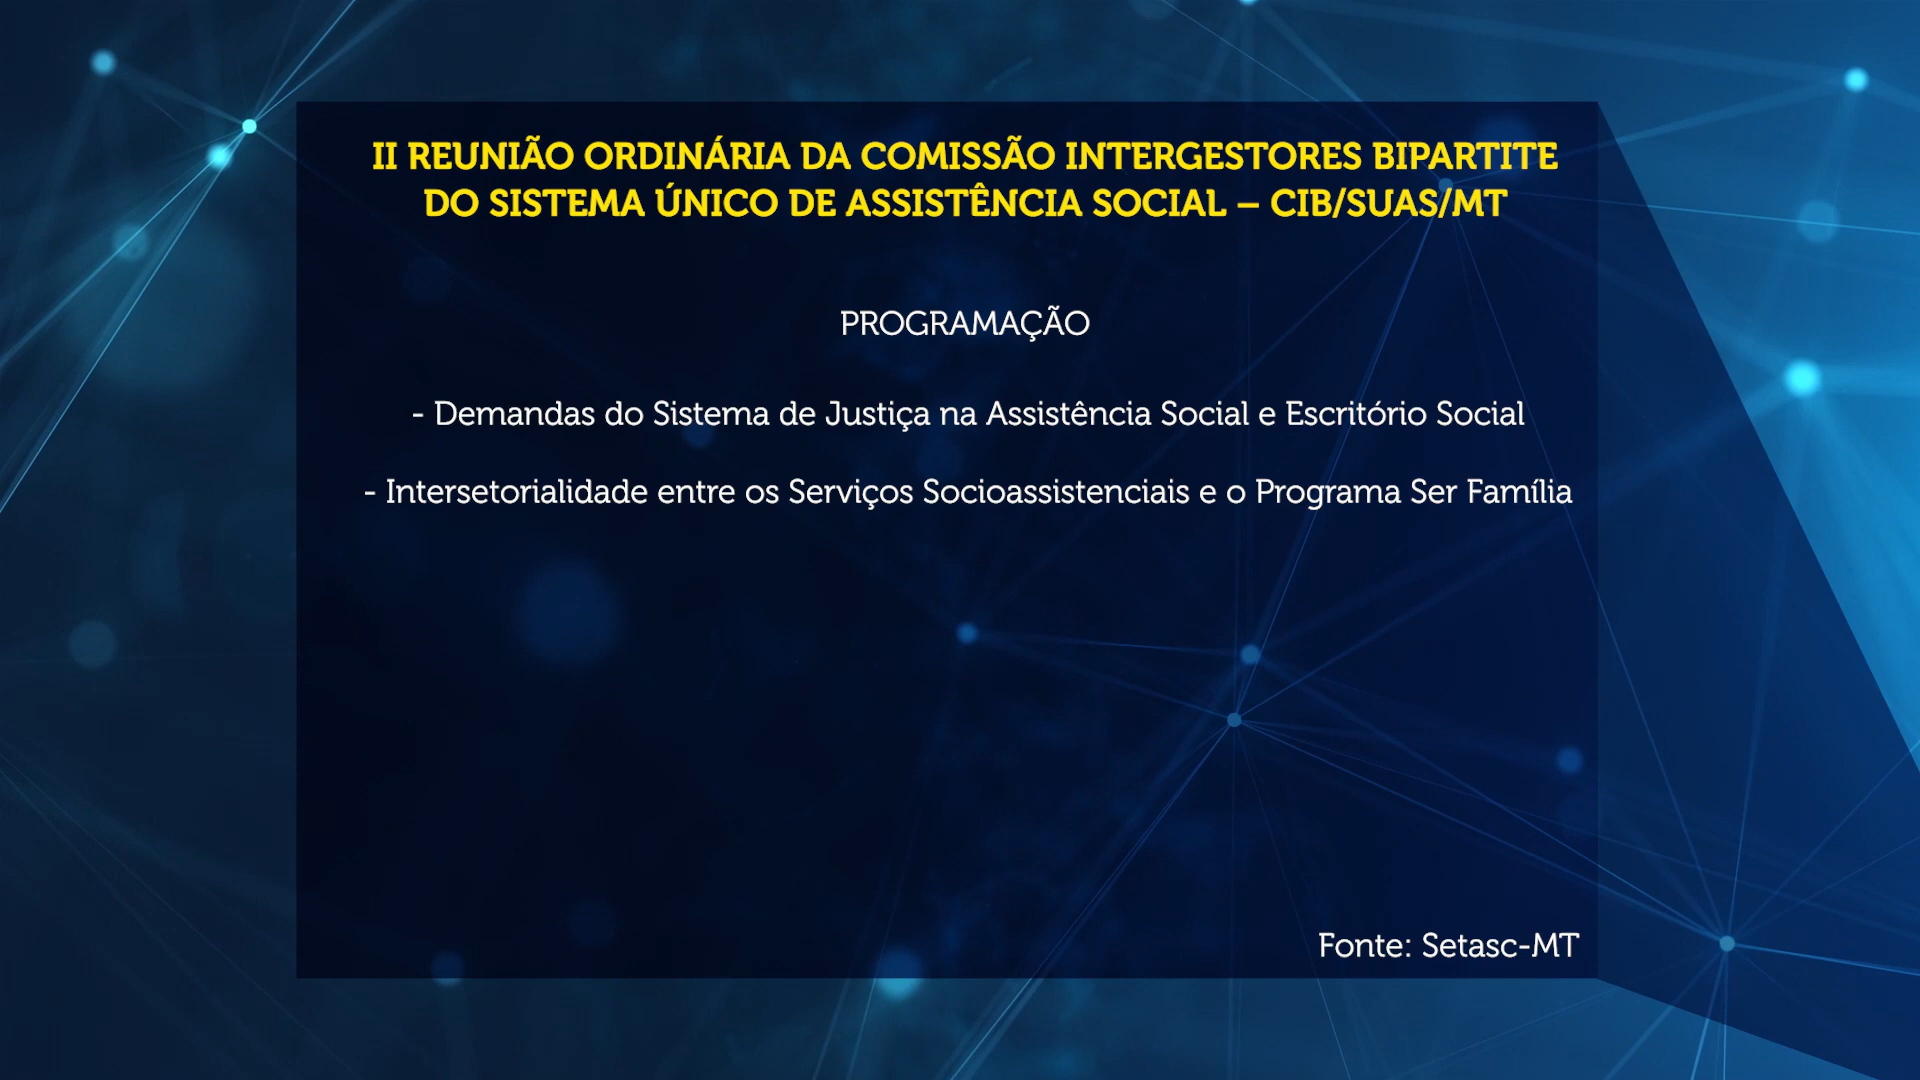 II REUNIÃO ORDINÁRIA DA COMISSÃO INTERGESTORES BIPARTITE
DO SISTEMA ÚNICO DE ASSISTÊNCIA SOCIAL – CIB/SUAS/MT
PROGRAMAÇÃO
- Demandas do Sistema de Justiça na Assistência Social e Escritório Social
- Intersetorialidade entre os Serviços Socioassistenciais e o Programa Ser Família
Fonte: Setasc-MT